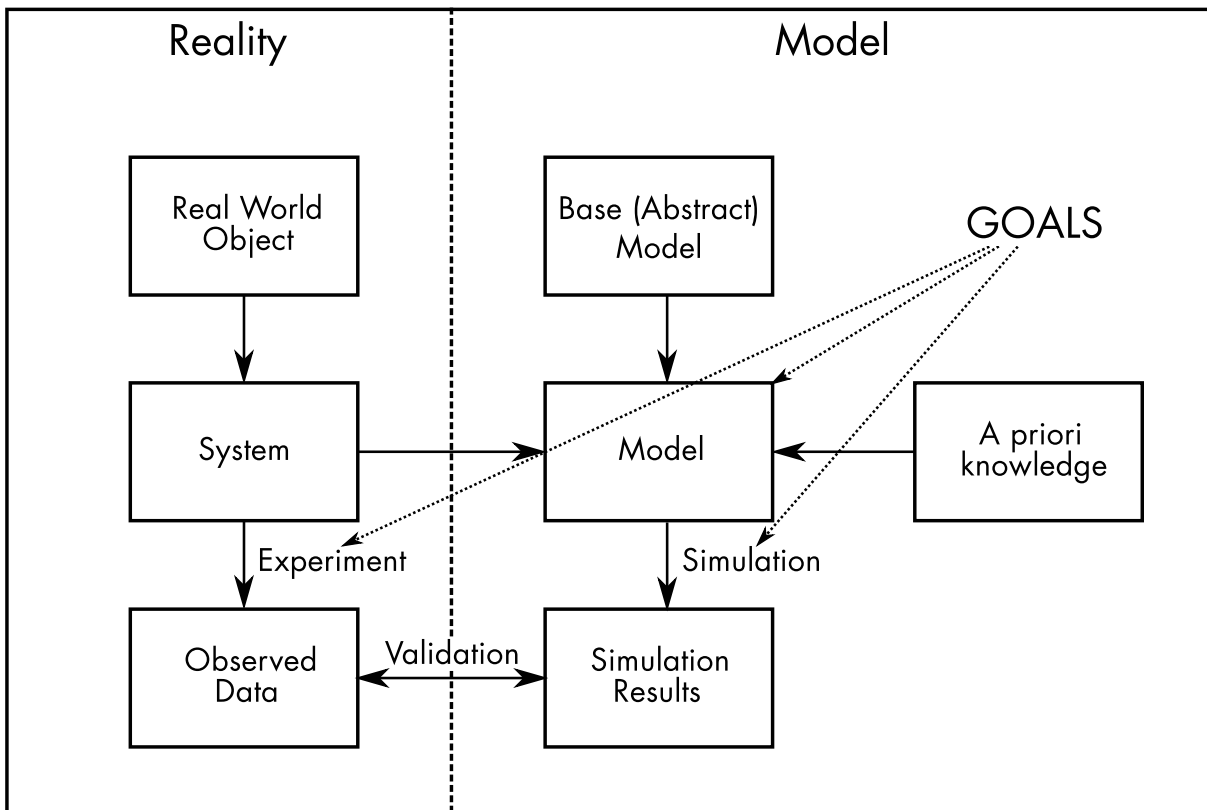 Reality
Model
Real World
Object
Base (Abstract)
Model
GOALS
System
Model
A priori
knowledge
Experiment
Simulation
Observed
Data
Validation
Simulation
Results